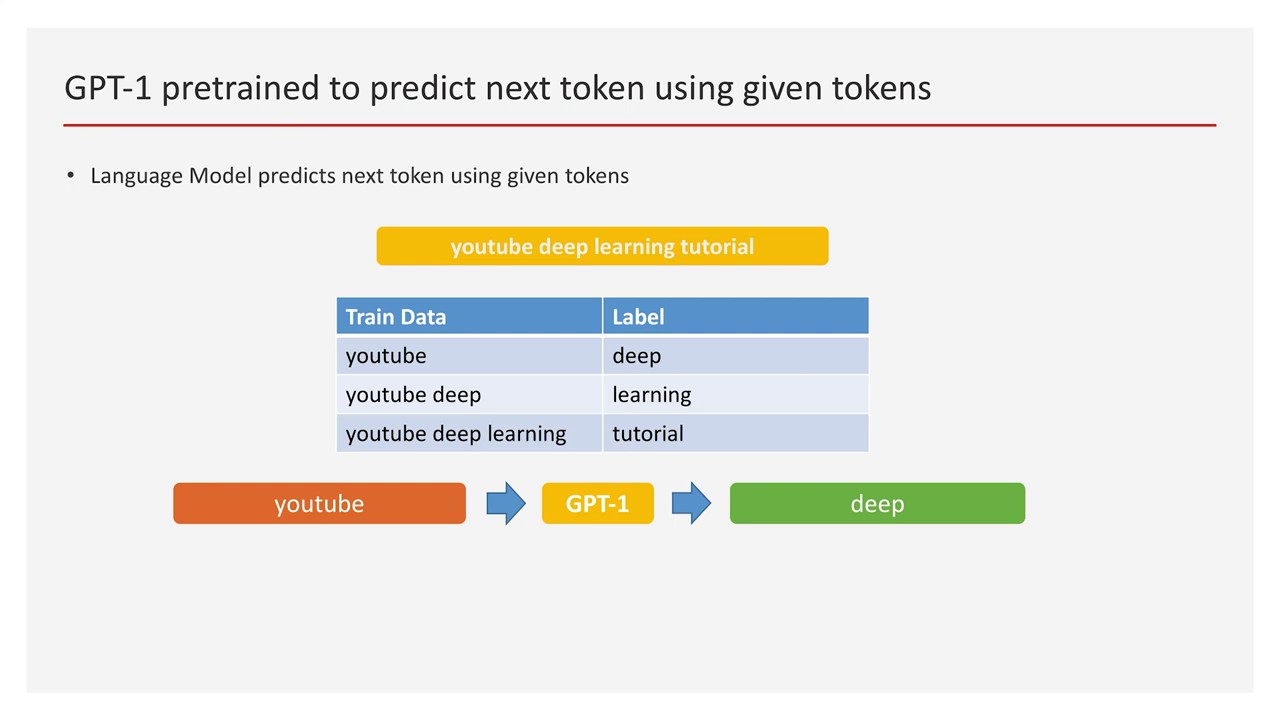 GPT-1 pretrained to predict next token using given tokens
• Language Model predicts next token using given tokens
youtube deep learning tutorial
Train Data Label
youtube deep
youtube deep learning
youtube deep learning tutorial
youtube GPT-1 deep